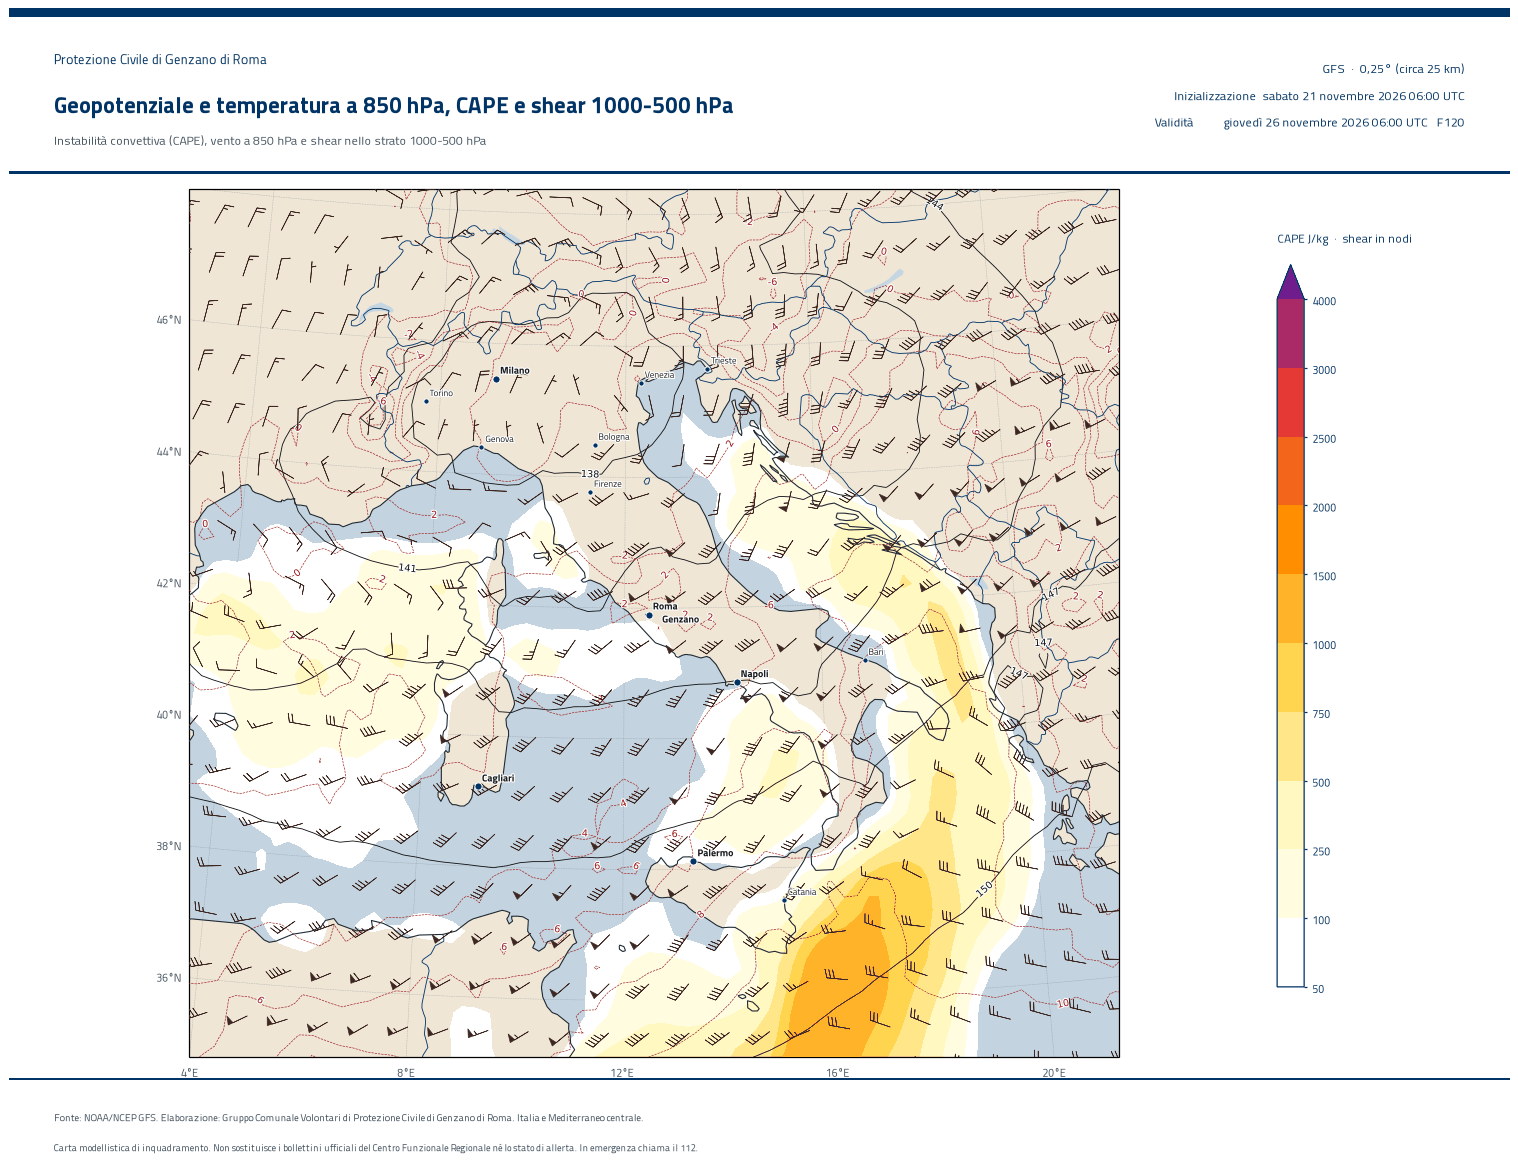 Protezione Civile di Genzano di Roma
Geopotenziale e temperatura a 850 hPa, CAPE e shear 1000-500 hPa
Instabilità convettiva (CAPE), vento a 850 hPa e shear nello strato 1000-500 hPa
GFS · 0,25° (circa 25 km)
Inizializzazione sabato 21 novembre 2026 06:00 UTC
Validità giovedì 26 novembre 2026 06:00 UTC F120
CAPE J/kg · shear in nodi
4000
3000
2500
2000
1500
1000
750
500
250
100
50
46°N
44°N
42°N
40°N
38°N
36°N
4°E
8°E
12°E
16°E
20°E
Milano
Torino
Venezia
Trieste
Genova
Bologna
Firenze
Roma
Genzano
Napoli
Bari
Cagliari
Palermo
Catania
138
141
144
147
147
147
150
Fonte: NOAA/NCEP GFS. Elaborazione: Gruppo Comunale Volontari di Protezione Civile di Genzano di Roma. Italia e Mediterraneo centrale.
Carta modellistica di inquadramento. Non sostituisce i bollettini ufficiali del Centro Funzionale Regionale né lo stato di allerta. In emergenza chiama il 112.